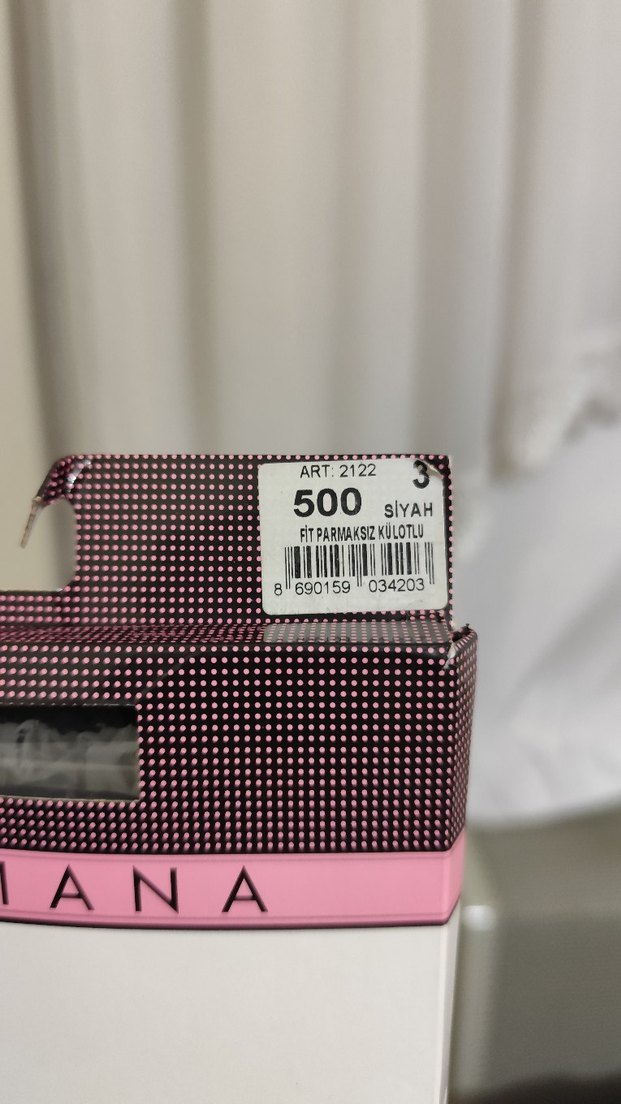 ART: 2122 3
500 SİYAH
FİT PARMAKSIZ KÜLOTLU
8 690159 034203
MANA